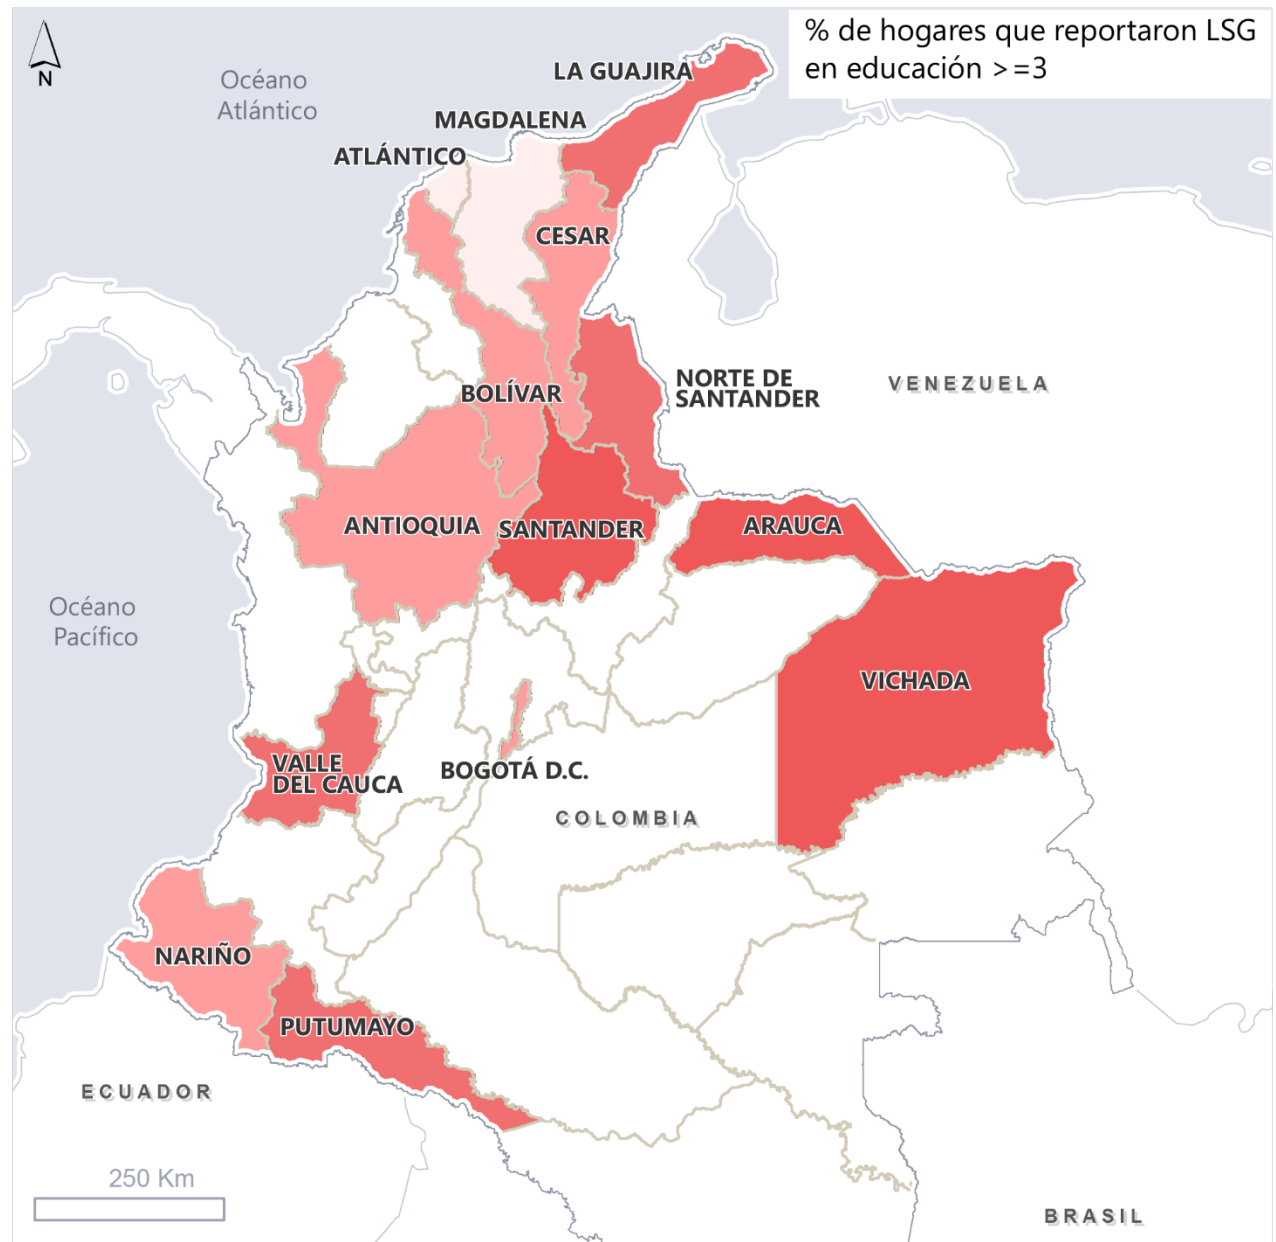 % de hogares que reportaron LSG
en educación >=3
N
Océano
Atlántico
LA GUAJIRA
MAGDALENA
ATLÁNTICO
CESAR
NORTE DE
SANTANDER
VENEZUELA
BOLÍVAR
ANTIOQUIA
SANTANDER
ARAUCA
Océano
Pacífico
VICHADA
VALLE
DEL CAUCA
BOGOTÁ D.C.
COLOMBIA
NARIÑO
PUTUMAYO
ECUADOR
250 Km
BRASIL